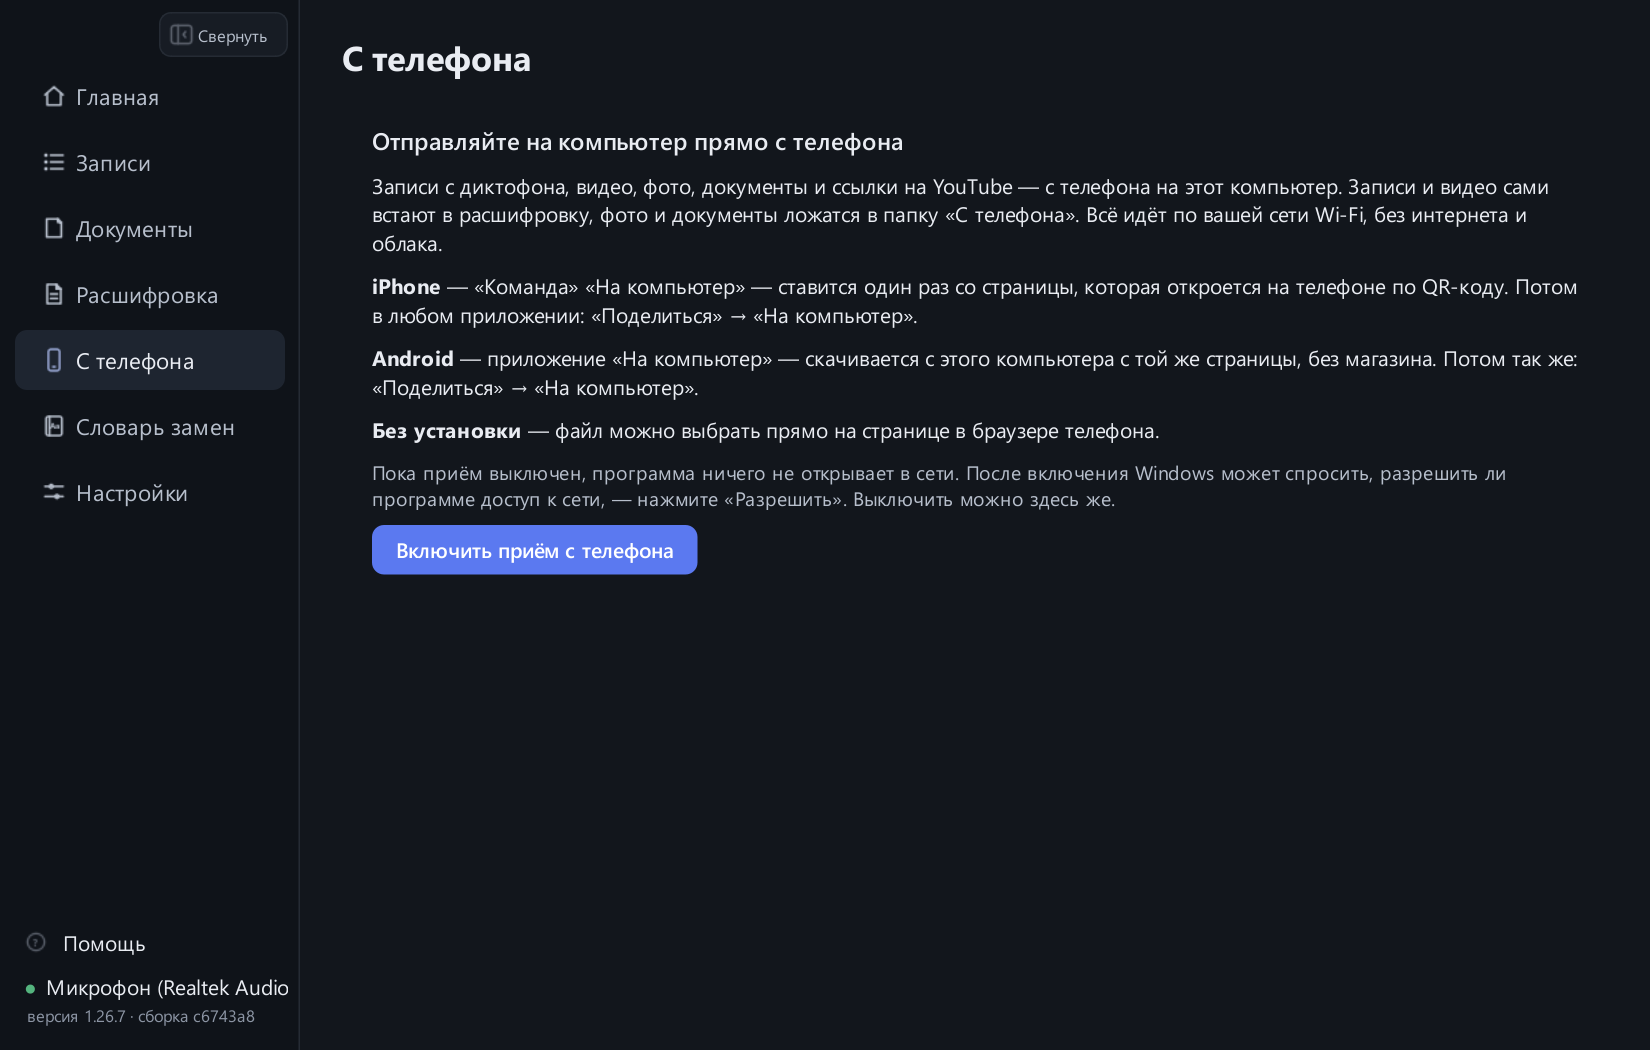 Свернуть
Главная
Записи
Документы
Расшифровка
С телефона
Словарь замен
Настройки
Помощь
Микрофон (Realtek Audio
версия 1.26.7 · сборка c6743a8
С телефона
Отправляйте на компьютер прямо с телефона
Записи с диктофона, видео, фото, документы и ссылки на YouTube — с телефона на этот компьютер. Записи и видео сами
встают в расшифровку, фото и документы ложатся в папку «С телефона». Всё идёт по вашей сети Wi-Fi, без интернета и
облака.
iPhone — «Команда» «На компьютер» — ставится один раз со страницы, которая откроется на телефоне по QR-коду. Потом
в любом приложении: «Поделиться» → «На компьютер».
Android — приложение «На компьютер» — скачивается с этого компьютера с той же страницы, без магазина. Потом так же:
«Поделиться» → «На компьютер».
Без установки — файл можно выбрать прямо на странице в браузере телефона.
Пока приём выключен, программа ничего не открывает в сети. После включения Windows может спросить, разрешить ли
программе доступ к сети, — нажмите «Разрешить». Выключить можно здесь же.
Включить приём с телефона